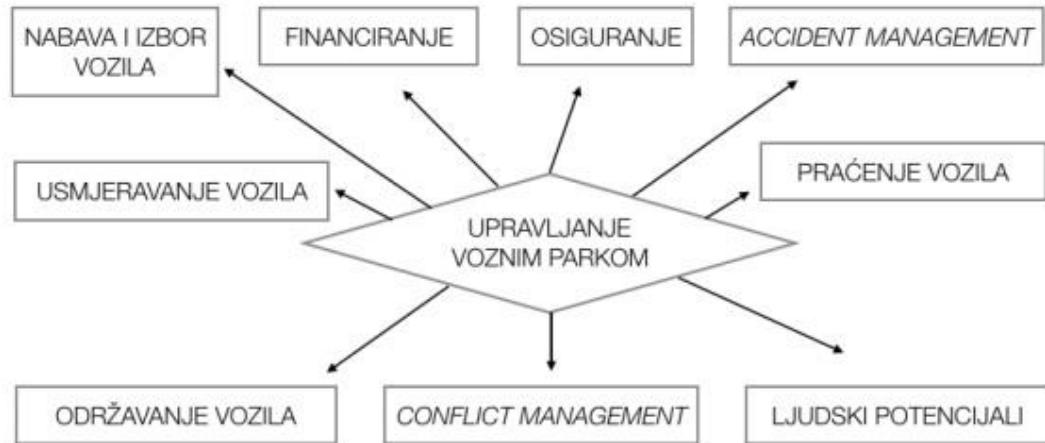 NABAVA I IZBOR
VOZILA
FINANCIRANJE
OSIGURANJE
ACCIDENT MANAGEMENT
USMJERAVANJE VOZILA
PRAĆENJE VOZILA
UPRAVLJANJE
VOZNIM PARKOM
ODRŽAVANJE VOZILA
CONFLICT MANAGEMENT
LJUDSKI POTENCIJALI